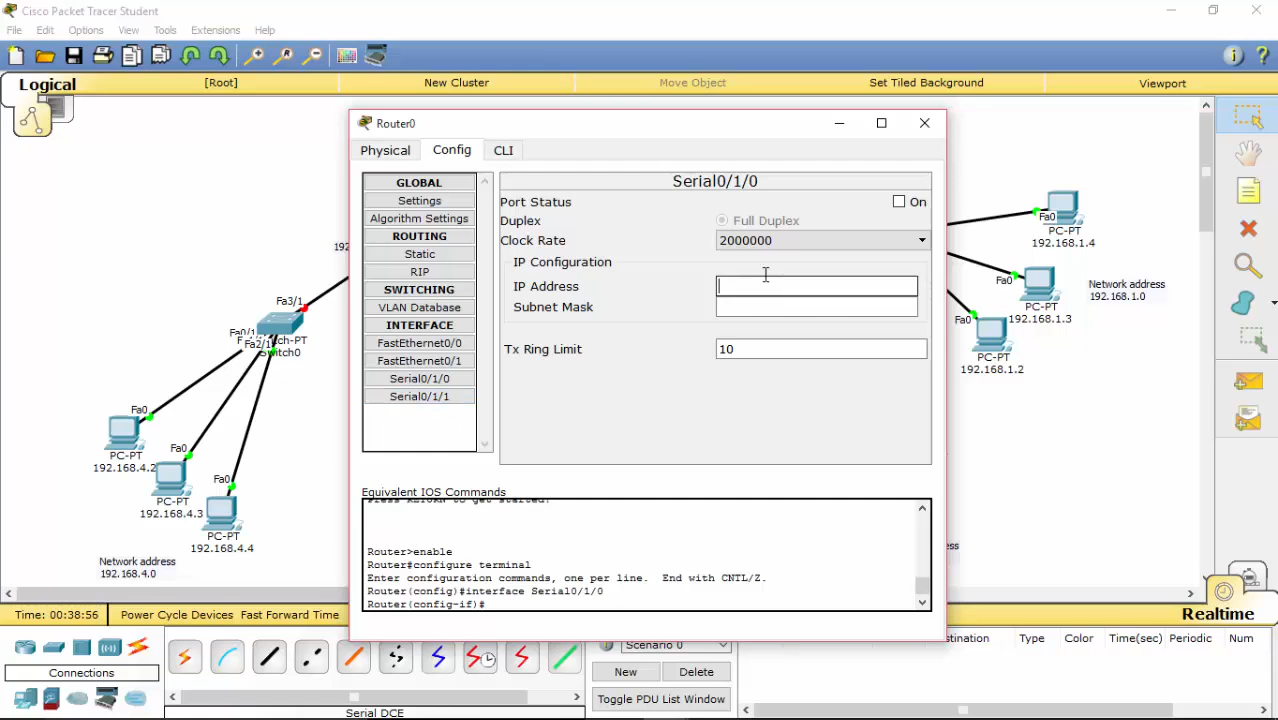 Cisco Packet Tracer Student
File Edit Options View Tools Extensions Help
Logical
[Root]
New Cluster
Move Object
Set Tiled Background
Viewport
Router0
Physical
Config
CLI
GLOBAL
Settings
Algorithm Settings
ROUTING
Static
RIP
SWITCHING
VLAN Database
INTERFACE
FastEthernet0/0
FastEthernet0/1
Serial0/1/0
Serial0/1/1
Serial0/1/0
Port Status
On
Duplex
Full Duplex
Clock Rate
2000000
IP Configuration
IP Address
Subnet Mask
Tx Ring Limit
10
Equivalent IOS Commands
Press RETURN to get started!
Router>enable
Router#configure terminal
Enter configuration commands, one per line. End with CNTL/Z.
Router(config)#interface Serial0/1/0
Router(config-if)#
192
Fa3/1
Fa0/1
Fa2/1
Switch0
Fa0
PC-PT
192.168.4.2
Fa0
PC-PT
192.168.4.3
Fa0
PC-PT
192.168.4.4
Network address
192.168.4.0
Fa0
PC-PT
192.168.1.4
Fa0
PC-PT
192.168.1.3
Fa0
PC-PT
192.168.1.2
Network address
192.168.1.0
Time: 00:38:56
Power Cycle Devices Fast Forward Time
Realtime
Connections
Serial DCE
Scenario 0
New
Delete
Toggle PDU List Window
Type
Color
Time(sec)
Periodic
Num